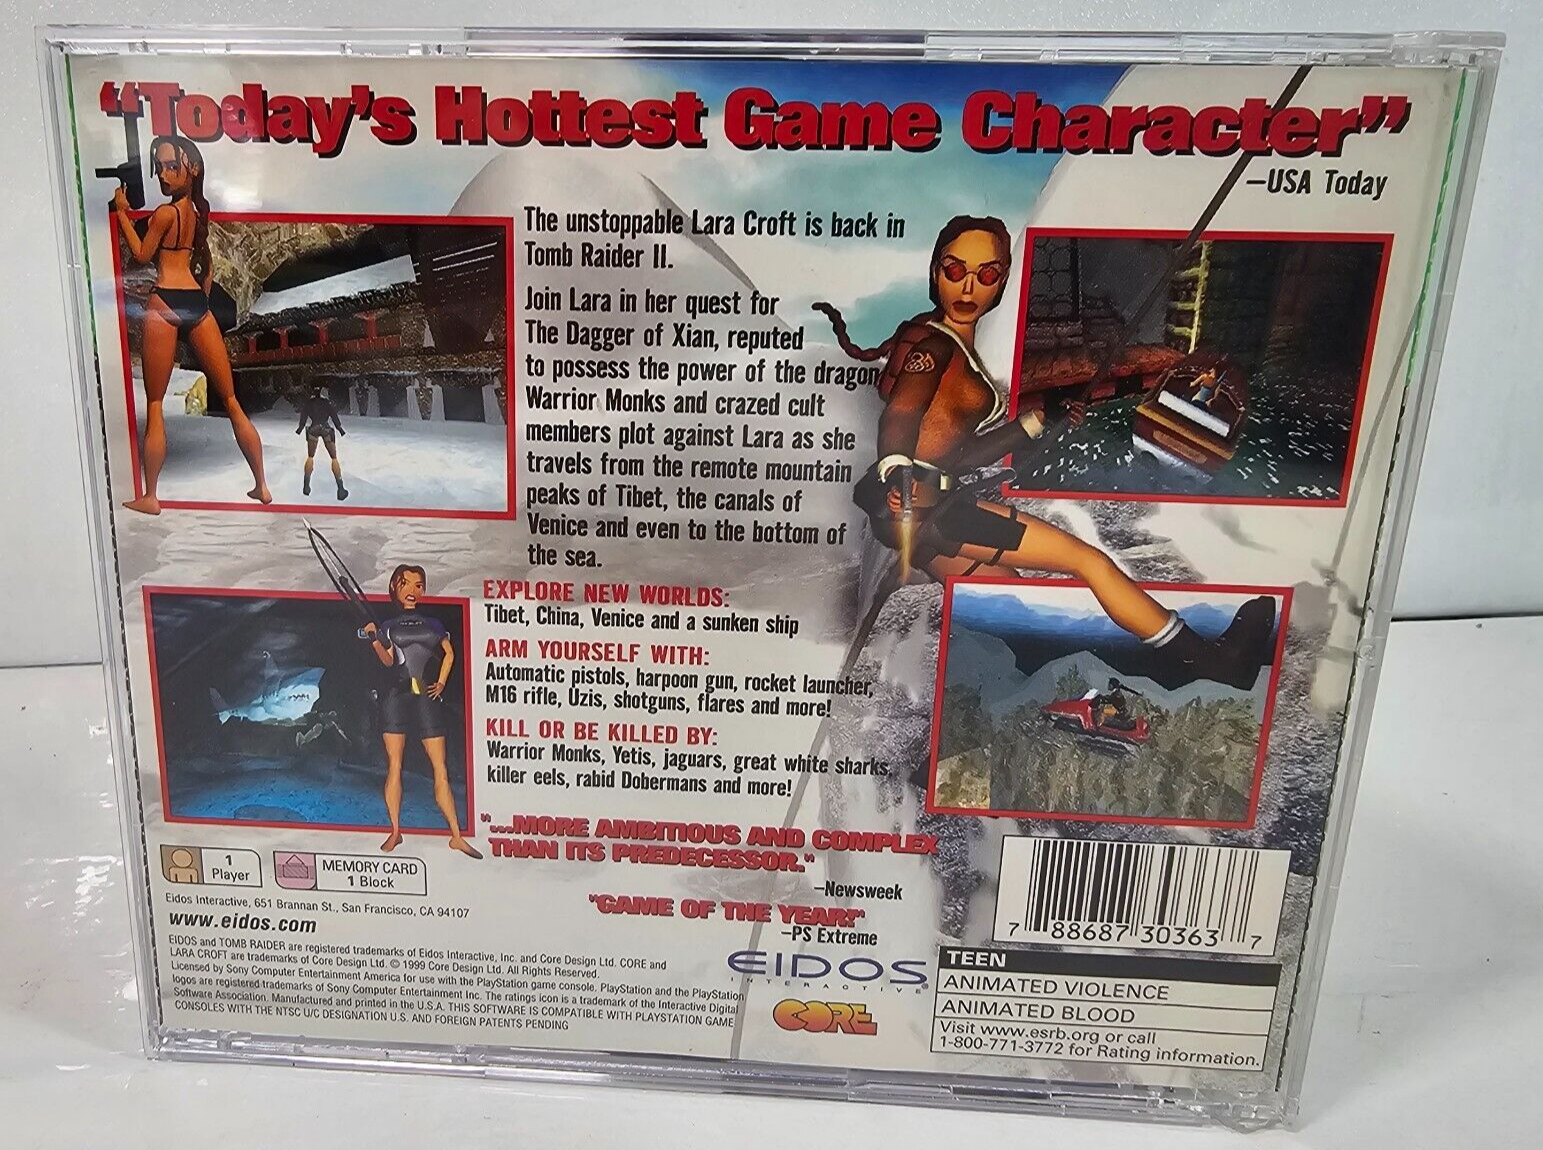 “Today's Hottest Game Character”
–USA Today
The unstoppable Lara Croft is back in
Tomb Raider II.
Join Lara in her quest for
The Dagger of Xian, reputed
to possess the power of the dragon
Warrior Monks and crazed cult
members plot against Lara as she
travels from the remote mountain
peaks of Tibet, the canals of
Venice and even to the bottom of
the sea.
EXPLORE NEW WORLDS:
Tibet, China, Venice and a sunken ship
ARM YOURSELF WITH:
Automatic pistols, harpoon gun, rocket launcher,
M16 rifle, Uzis, shotguns, flares and more!
KILL OR BE KILLED BY:
Warrior Monks, Yetis, jaguars, great white sharks,
killer eels, rabid Dobermans and more!
"...MORE AMBITIOUS AND COMPLEX
THAN ITS PREDECESSOR."
–Newsweek
"GAME OF THE YEAR!"
–PS Extreme
1
Player
MEMORY CARD
1 Block
Eidos Interactive, 651 Brannan St., San Francisco, CA 94107
www.eidos.com
EIDOS and TOMB RAIDER are registered trademarks of Eidos Interactive, Inc. and Core Design Ltd. CORE and
LARA CROFT are trademarks of Core Design Ltd. © 1999 Core Design Ltd. All Rights Reserved.
Licensed by Sony Computer Entertainment America for use with the PlayStation game console. PlayStation and the PlayStation
logos are registered trademarks of Sony Computer Entertainment Inc. The ratings icon is a trademark of the Interactive Digital
Software Association. Manufactured and printed in the U.S.A. THIS SOFTWARE IS COMPATIBLE WITH PLAYSTATION GAME
CONSOLES WITH THE NTSC U/C DESIGNATION U.S. AND FOREIGN PATENTS PENDING
EIDOS
INTERACTIVE
CORE
7 88687 30363 7
TEEN
ANIMATED VIOLENCE
ANIMATED BLOOD
Visit www.esrb.org or call
1-800-771-3772 for Rating information.